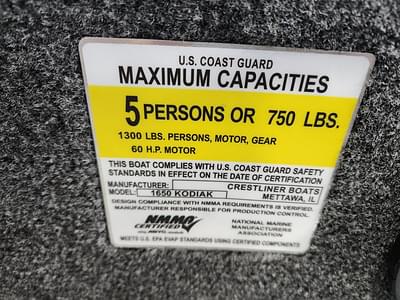 U.S. COAST GUARD
MAXIMUM CAPACITIES
5 PERSONS OR 750 LBS.
1300 LBS. PERSONS, MOTOR, GEAR
60 H.P. MOTOR
THIS BOAT COMPLIES WITH U.S. COAST GUARD SAFETY
STANDARDS IN EFFECT ON THE DATE OF CERTIFICATION
MANUFACTURER: CRESTLINER BOATS
MODEL: 1650 KODIAK METTAWA, IL
DESIGN COMPLIANCE WITH NMMA REQUIREMENTS IS VERIFIED.
MANUFACTURER RESPONSIBLE FOR PRODUCTION CONTROL.
NMMA
CERTIFIED
NATIONAL MARINE
MANUFACTURERS
ASSOCIATION
MEETS U.S. EPA EVAP STANDARDS USING CERTIFIED COMPONENTS